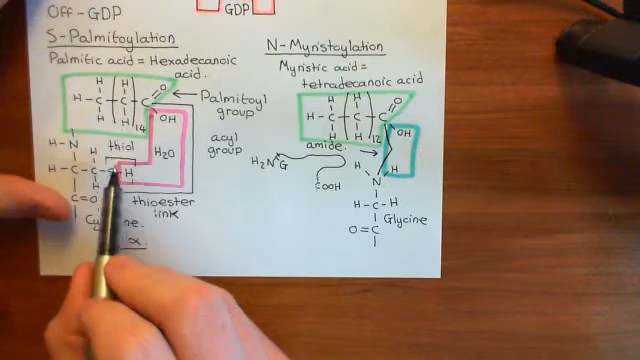 Off-GDP
GDP
S-Palmitoylation
Palmitic acid = Hexadecanoic
acid.
H H O
H-C-C-C
H H 14 OH
Palmitoyl
group
thiol
H-N H
H-C-C-S-H
H
H₂O
C=O
thioester
link
α
acyl
group
N-Myristoylation
Myristic acid =
tetradecanoic acid
H H O
H-C-C-C
H H 12 OH
amide.
H₂N G
COOH
H H
N
H-C-H
O=C
Glycine